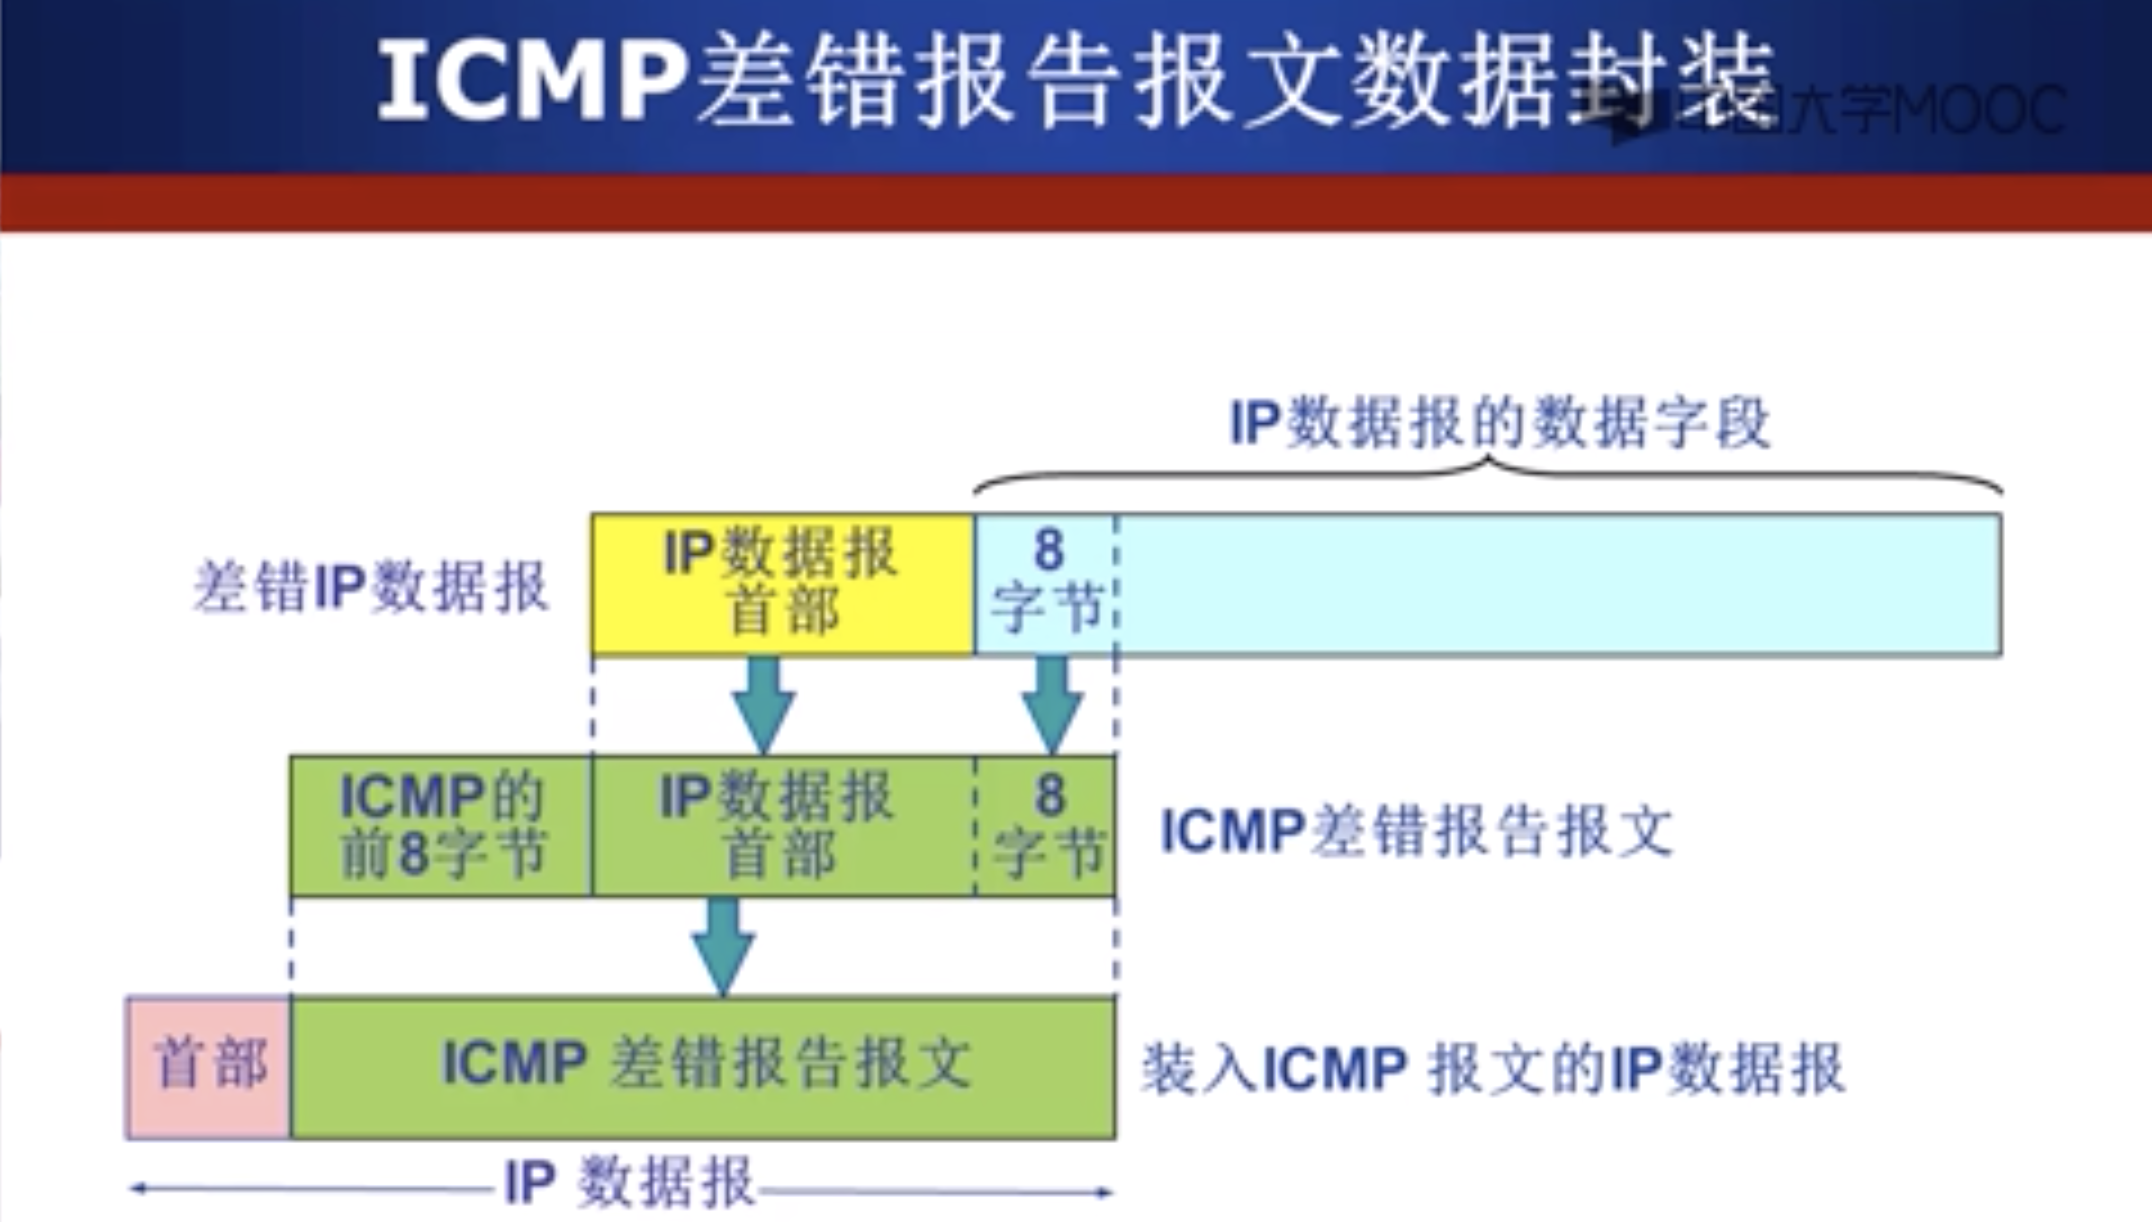 ICMP差错报告报文数据封装
中国大学MOOC
IP数据报的数据字段
差错IP数据报
IP数据报
首部
8
字节
ICMP的
前8字节
IP数据报
首部
8
字节
ICMP差错报告报文
首部
ICMP 差错报告报文
装入ICMP 报文的IP数据报
IP 数据报